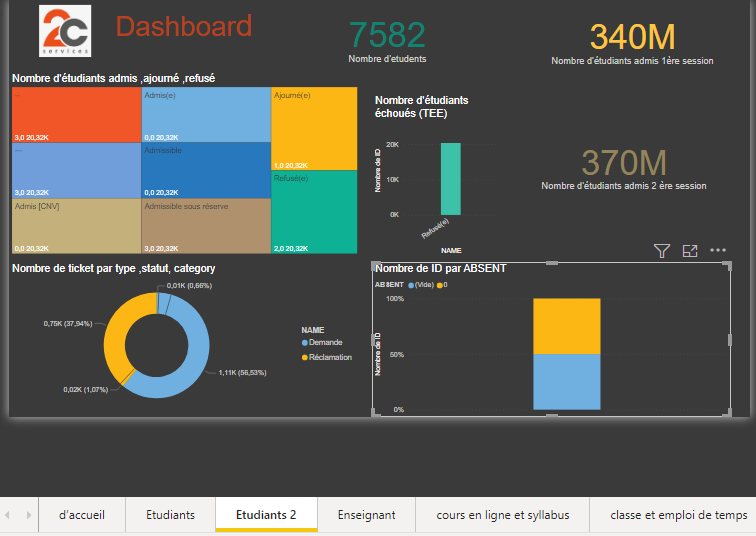 2C
services
Dashboard
7582
Nombre d'etudents
340M
Nombre d'étudiants admis 1ère session
Nombre d'étudiants admis ,ajourné ,refusé
---
3,0 20,32K
Admis(e)
0,0 20,32K
Ajourné(e)
1,0 20,32K
---
3,0 20,32K
Admissible
0,0 20,32K
Refusé(e)
2,0 20,32K
Admis [CNV]
0,0 20,32K
Admissible sous réserve
3,0 20,32K
Nombre d'étudiants
échoués (TEE)
Nombre de ID
20K
10K
0K
Refusé(e)
NAME
370M
Nombre d'étudiants admis 2 ère session
Nombre de ticket par type ,statut, category
0,01K (0,66%)
0,75K (37,94%)
0,02K (1,07%)
1,11K (56,53%)
NAME
Demande
Réclamation
Nombre de ID par ABSENT
ABSENT (Vide) 0
Nombre de ID
100%
50%
0%
d'accueil
Etudiants
Etudiants 2
Enseignant
cours en ligne et syllabus
classe et emploi de temps